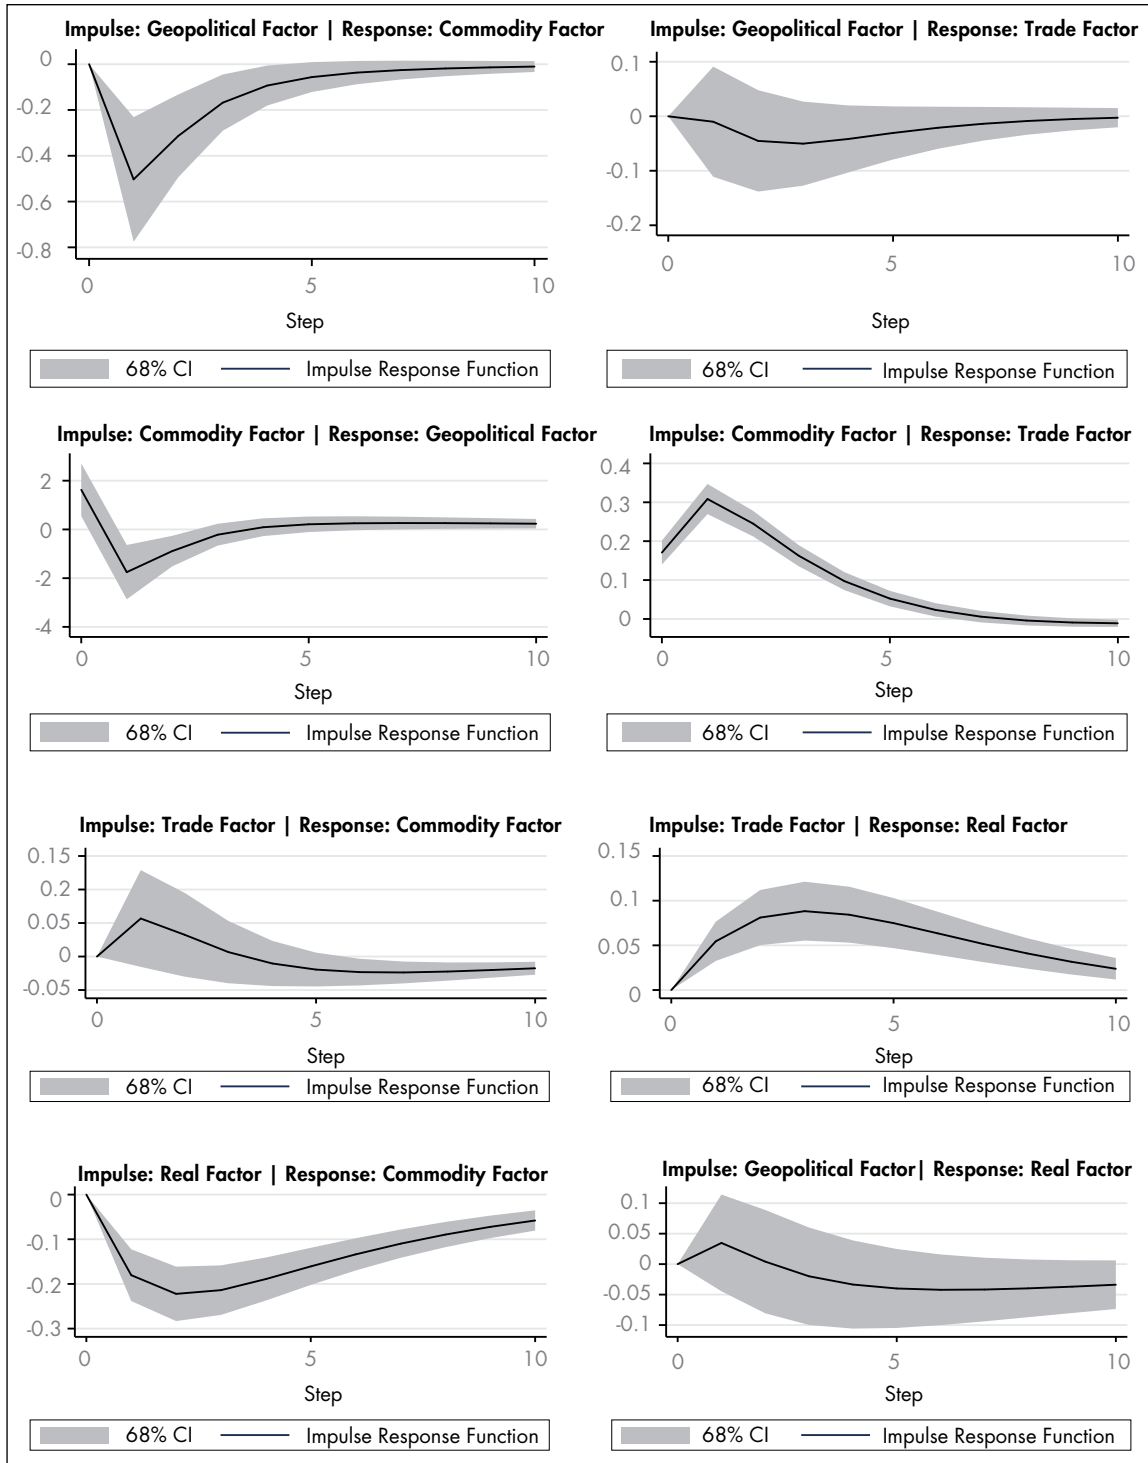 Impulse: Geopolitical Factor | Response: Commodity Factor
0
-0.2
-0.4
-0.6
-0.8
0 5 10
Step
68% CI Impulse Response Function
Impulse: Geopolitical Factor | Response: Trade Factor
0.1
0
-0.1
-0.2
0 5 10
Step
68% CI Impulse Response Function
Impulse: Commodity Factor | Response: Geopolitical Factor
2
0
-2
-4
0 5 10
Step
68% CI Impulse Response Function
Impulse: Commodity Factor | Response: Trade Factor
0.4
0.3
0.2
0.1
0
0 5 10
Step
68% CI Impulse Response Function
Impulse: Trade Factor | Response: Commodity Factor
0.15
0.2
0.05
0
-0.05
0 5 10
Step
68% CI Impulse Response Function
Impulse: Trade Factor | Response: Real Factor
0.15
0.1
0.05
0
0 5 10
Step
68% CI Impulse Response Function
Impulse: Real Factor | Response: Commodity Factor
0
-0.1
-0.2
-0.3
0 5 10
Step
68% CI Impulse Response Function
Impulse: Geopolitical Factor| Response: Real Factor
0.1
0.05
0
-0.05
-0.1
0 5 10
Step
68% CI Impulse Response Function